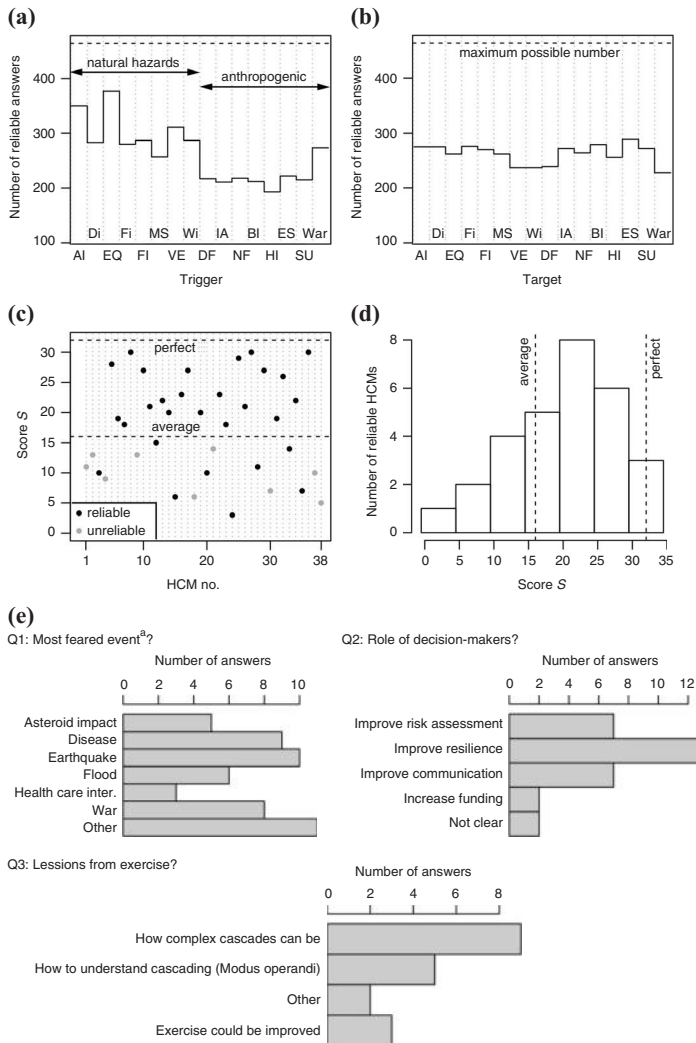 (a)
Number of reliable answers
400
300
200
100
natural hazards
anthropogenic
Di Fi MS Wi IA BI ES War
AI EQ FI VE DF NF HI SU
Trigger
(b)
Number of reliable answers
400
300
200
100
maximum possible number
Di Fi MS Wi IA BI ES War
AI EQ FI VE DF NF HI SU
Target
(c)
Score S
30
25
20
15
10
5
0
perfect
average
reliable
unreliable
1 10 20 30 38
HCM no.
(d)
Number of reliable HCMs
8
6
4
2
0
average
perfect
0 5 10 15 20 25 30 35
Score S
(e)
Q1: Most feared eventᵃ?
Number of answers
0 2 4 6 8 10
Asteroid impact
Disease
Earthquake
Flood
Health care inter.
War
Other
Q2: Role of decision-makers?
Number of answers
0 2 4 6 8 10 12
Improve risk assessment
Improve resilience
Improve communication
Increase funding
Not clear
Q3: Lessons from exercise?
Number of answers
0 2 4 6 8
How complex cascades can be
How to understand cascading (Modus operandi)
Other
Exercise could be improved